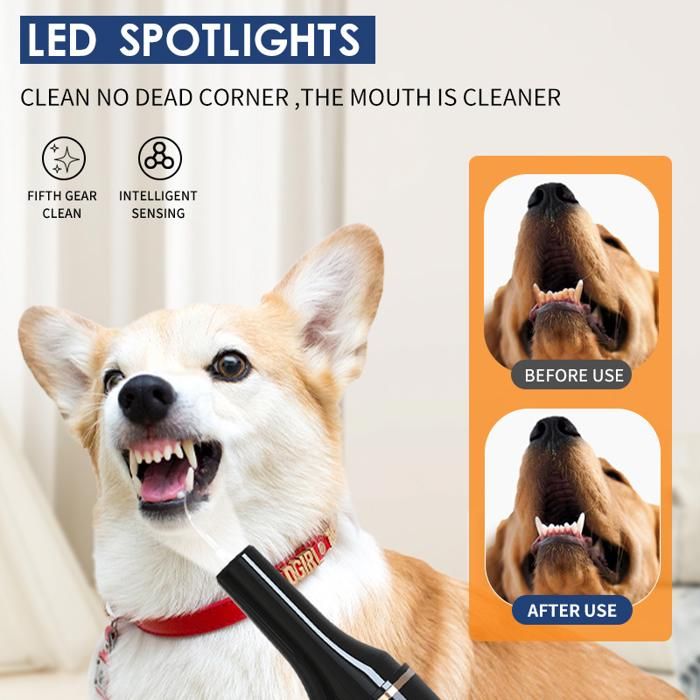 LED SPOTLIGHTS
CLEAN NO DEAD CORNER ,THE MOUTH IS CLEANER
FIFTH GEAR
CLEAN
INTELLIGENT
SENSING
BEFORE USE
AFTER USE